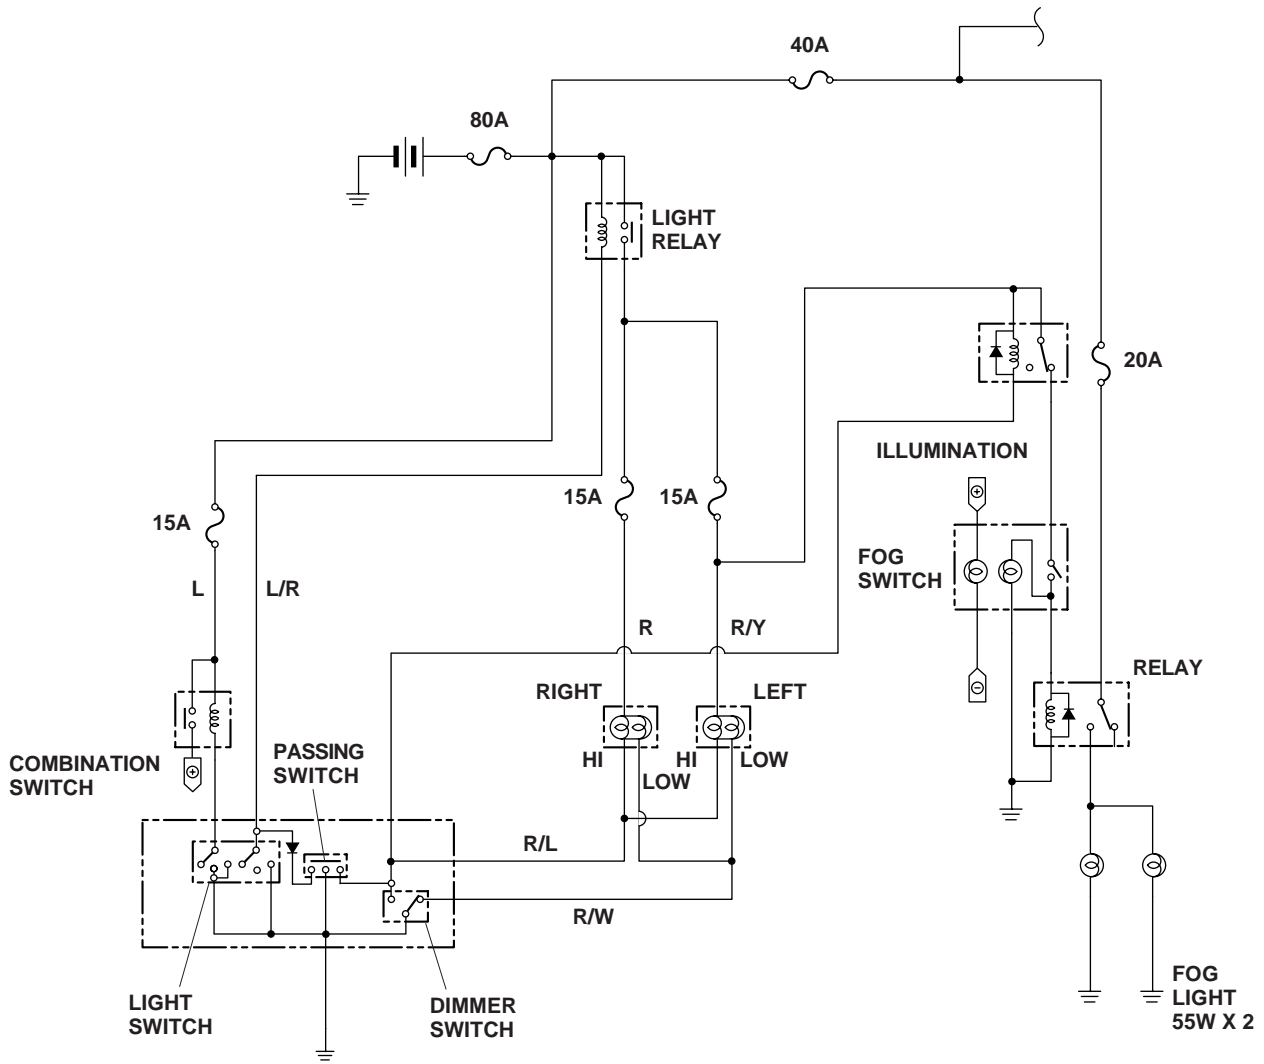 40A
80A
LIGHT
RELAY
20A
ILLUMINATION
15A
15A
15A
FOG
SWITCH
L
L/R
R
R/Y
RELAY
RIGHT
LEFT
COMBINATION
SWITCH
PASSING
SWITCH
HI
LOW
HI
LOW
R/L
R/W
LIGHT
SWITCH
DIMMER
SWITCH
FOG
LIGHT
55W X 2